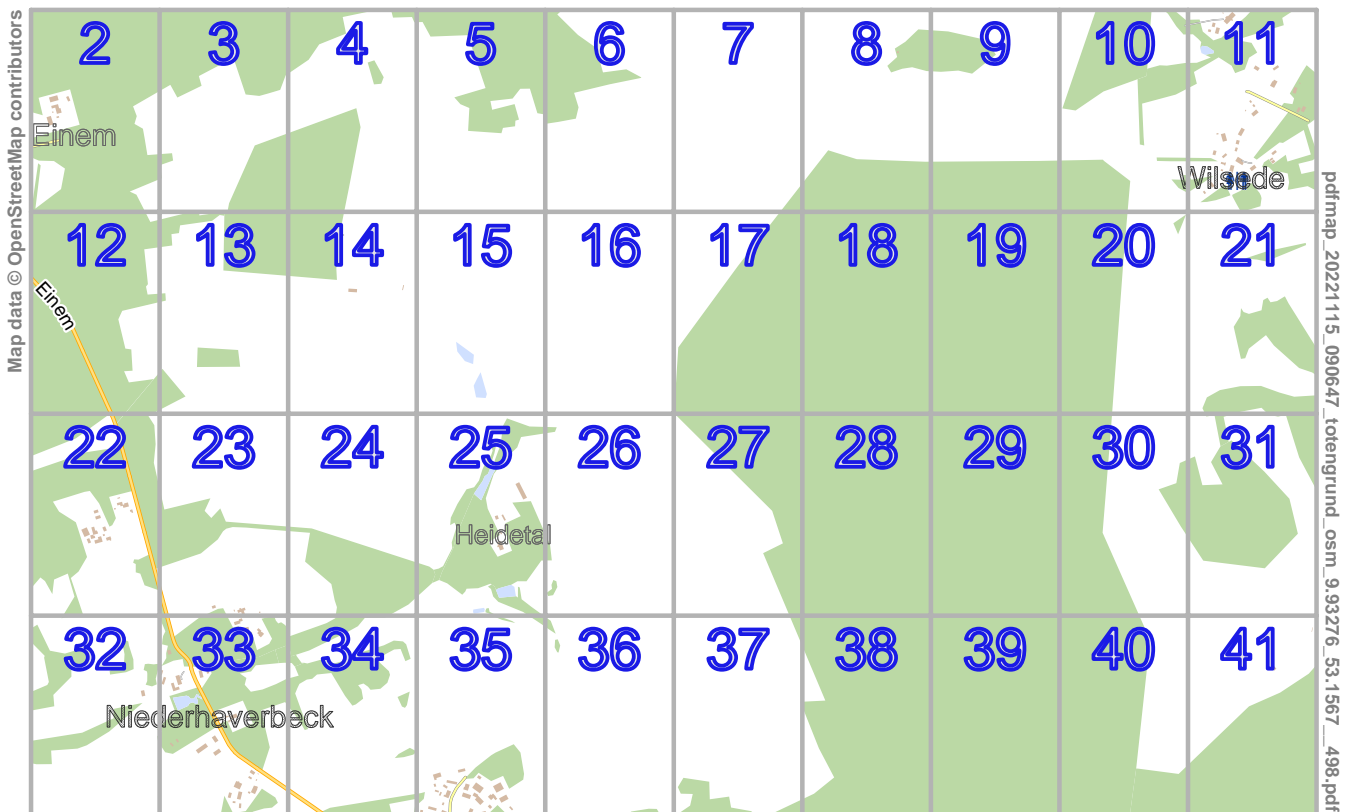 Map data © OpenStreetMap contributors
2 3 4 5 6 7 8 9 10 11
Einem
Wilsede
12 13 14 15 16 17 18 19 20 21
Einem
22 23 24 25 26 27 28 29 30 31
Heidetal
32 33 34 35 36 37 38 39 40 41
Niederhaverbeck
pdfmap_20221115_090647_totengrund_osm_9.93276_53.1567__498.pdf